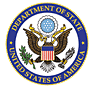 DEPARTMENT OF STATE
UNITED STATES OF AMERICA